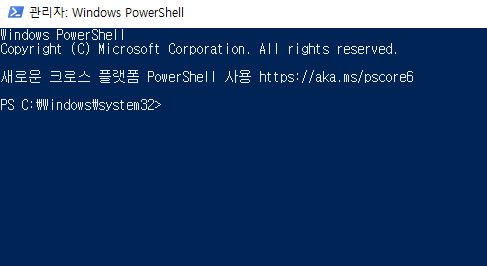 관리자: Windows PowerShell
Windows PowerShell
Copyright (C) Microsoft Corporation. All rights reserved.
새로운 크로스 플랫폼 PowerShell 사용 https://aka.ms/pscore6
PS C:₩Windows₩system32>